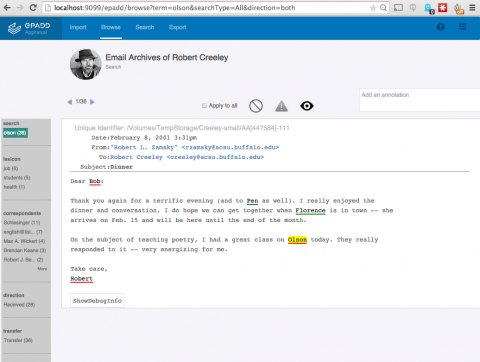 localhost:9099/epadd/browse?term=olson&searchType=All&direction=both
ePADD
Appraisal
Import
Browse
Search
Export
Email Archives of Robert Creeley
Search
1/36
Apply to all
Add an annotation
search
olson (36)
lexicon
job (6)
students (5)
health (1)
correspondents
Schlesinger (11)
english@tac... (7)
Max A. Wickert (4)
Brendan Keane (3)
Robert J. Be... (2)
More
direction
Received (28)
transfer
Transfer (36)
Unique Identifier: /Volumes/TempStorage/Creeley-small/AA[447584]-111
Date:February 8, 2001 3:31pm
From:"Robert L. Zamsky" <rzamsky@acsu.buffalo.edu>
To:Robert Creeley <creeley@acsu.buffalo.edu>
Subject:Dinner
Dear Bob:
Thank you again for a terrific evening (and to Pen as well). I really enjoyed the
dinner and conversation. I do hope we can get together when Florence is in town -- she
arrives on Feb. 15 and will be here until the end of the month.
On the subject of teaching poetry, I had a great class on Olson today. They really
responded to it -- very energizing for me.
Take care,
Robert
ShowDebugInfo